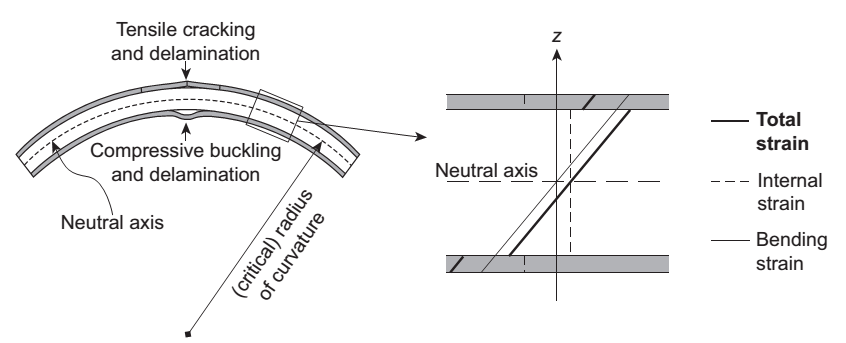 Tensile cracking
and delamination
Compressive buckling
and delamination
Neutral axis
(critical) radius
of curvature
z
Neutral axis
Total
strain
Internal
strain
Bending
strain